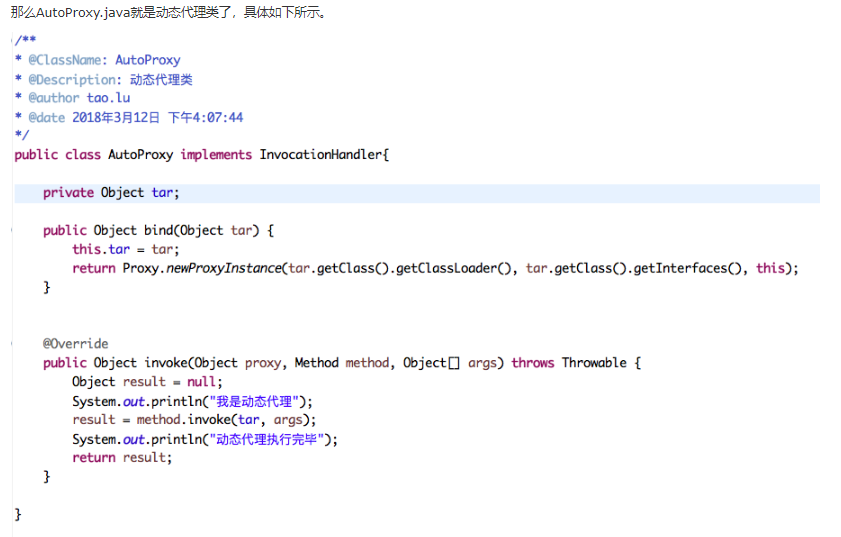 那么AutoProxy.java就是动态代理类了，具体如下所示。
/**
* @ClassName: AutoProxy
* @Description: 动态代理类
* @author tao.lu
* @date 2018年3月12日 下午4:07:44
*/
public class AutoProxy implements InvocationHandler{
private Object tar;
public Object bind(Object tar) {
this.tar = tar;
return Proxy.newProxyInstance(tar.getClass().getClassLoader(), tar.getClass().getInterfaces(), this);
}
@Override
public Object invoke(Object proxy, Method method, Object[] args) throws Throwable {
Object result = null;
System.out.println("我是动态代理");
result = method.invoke(tar, args);
System.out.println("动态代理执行完毕");
return result;
}
}